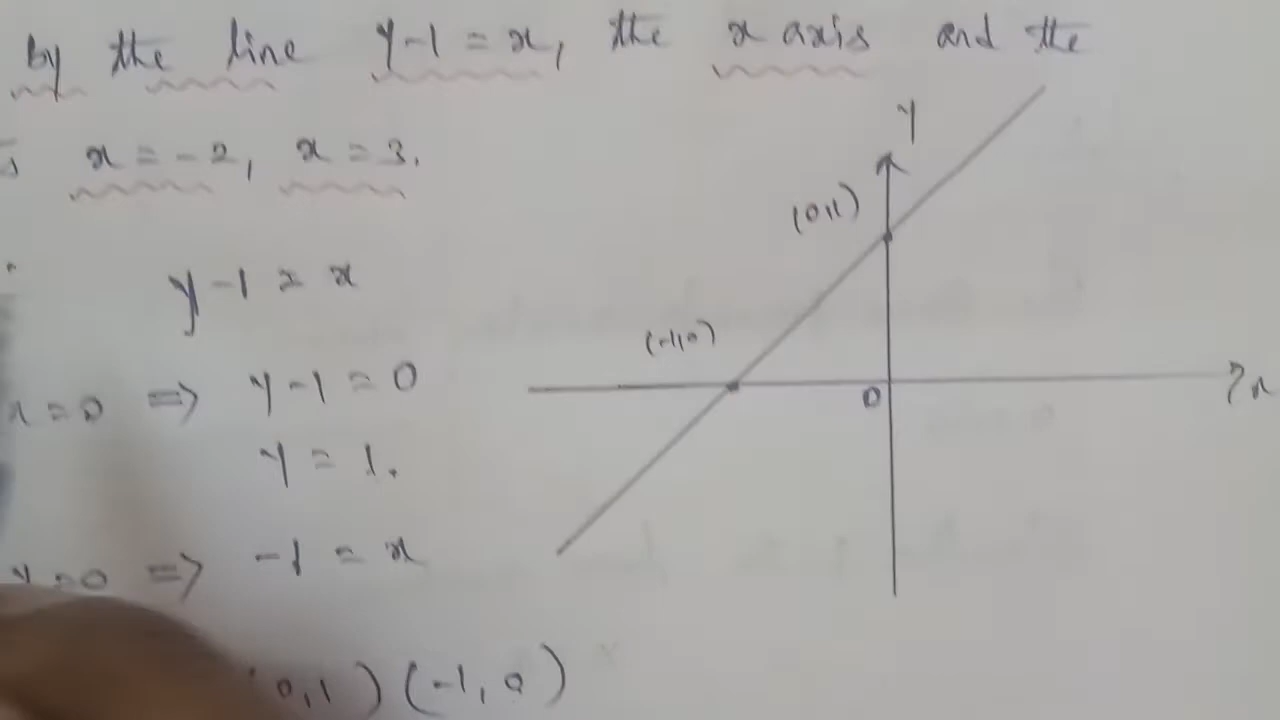 by the line y-1 = x, the x axis and the
x = -2, x = 3.
y-1 = x
x=0 => y-1 = 0
y = 1.
y=0 => -1 = x
0,1) (-1, 0)
y
(0,1)
(-1,0)
0
x